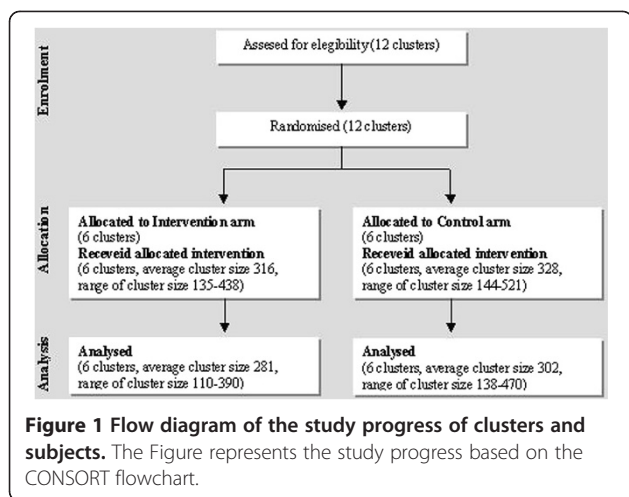 Enrolment
Assesed for elegibility (12 clusters)
Randomised (12 clusters)
Allocation
Allocated to Intervention arm
(6 clusters)
Receveid allocated intervention
(6 clusters, average cluster size 316,
range of cluster size 135-438)
Allocated to Control arm
(6 clusters)
Receveid allocated intervention
(6 clusters, average cluster size 328,
range of cluster size 144-521)
Analysis
Analysed
(6 clusters, average cluster size 281,
range of cluster size 110-390)
Analysed
(6 clusters, average cluster size 302,
range of cluster size 138-470)
Figure 1 Flow diagram of the study progress of clusters and
subjects. The Figure represents the study progress based on the
CONSORT flowchart.